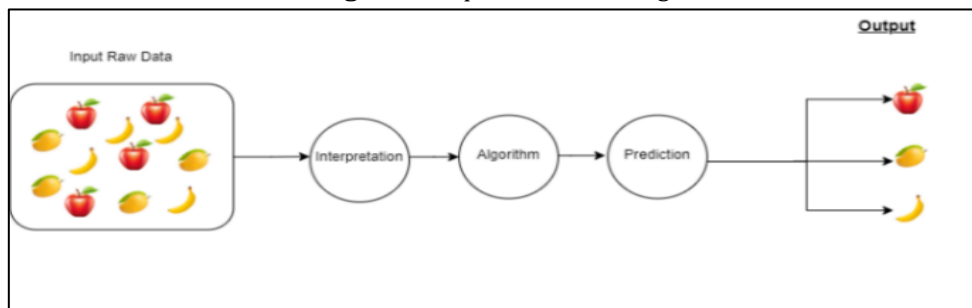 Output
Input Raw Data
Interpretation
Algorithm
Prediction